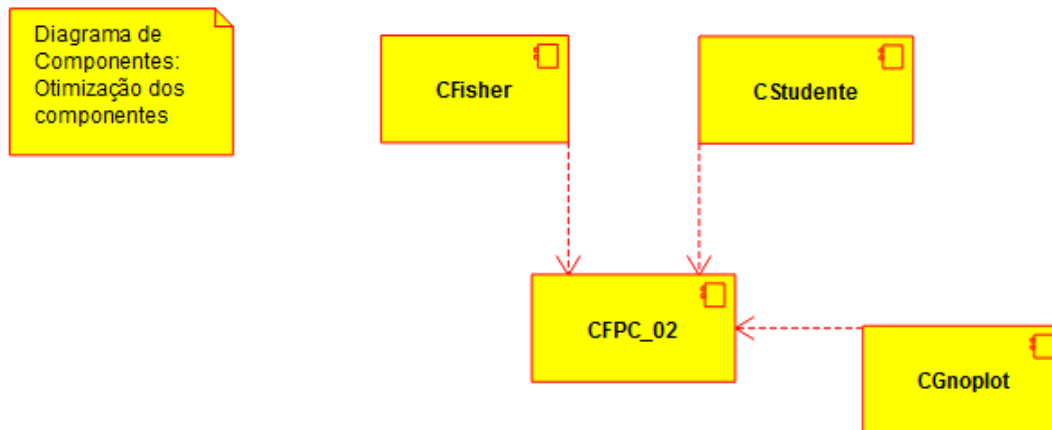 Diagrama de
Componentes:
Otimização dos
componentes
CFisher
CStudente
CFPC_02
CGnoplot